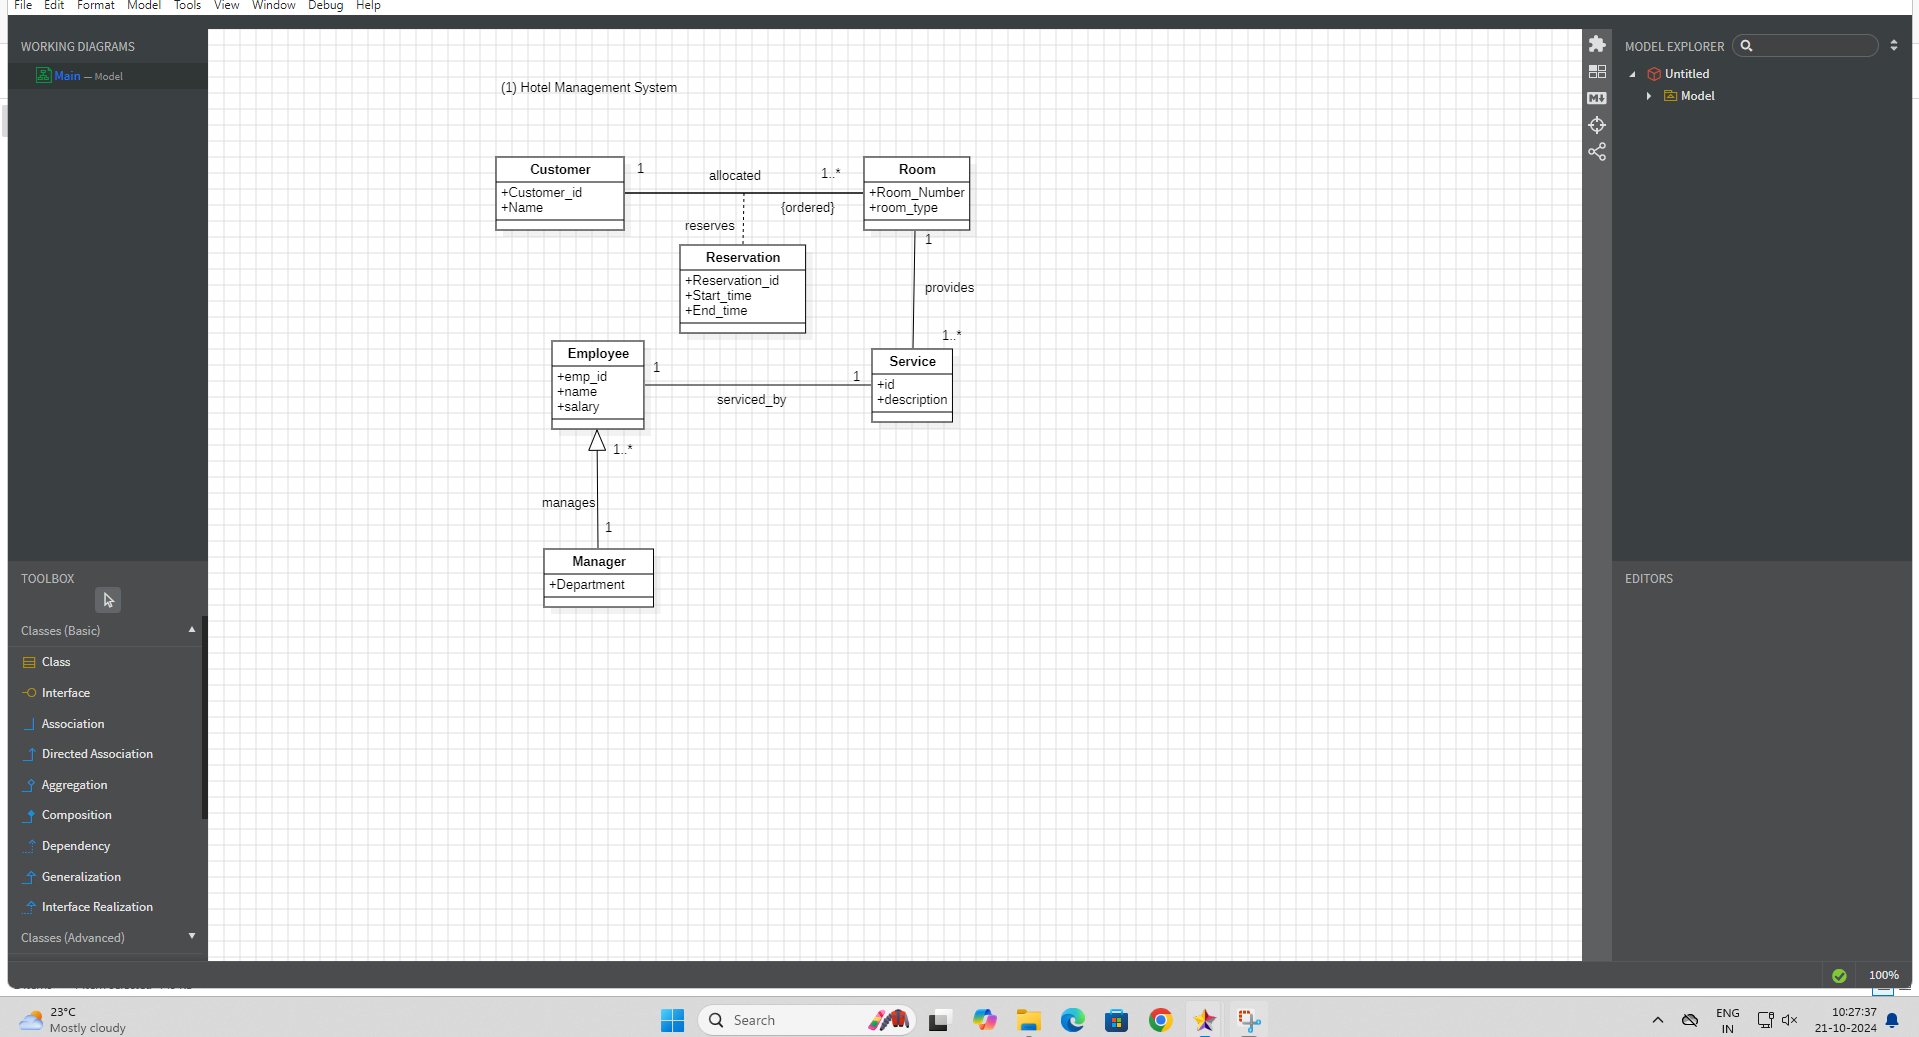 File Edit Format Model Tools View Window Debug Help
WORKING DIAGRAMS
Main — Model
(1) Hotel Management System
Customer
+Customer_id
+Name
1
allocated
1..*
{ordered}
reserves
Room
+Room_Number
+room_type
1
Reservation
+Reservation_id
+Start_time
+End_time
provides
1..*
Employee
+emp_id
+name
+salary
1
1
serviced_by
Service
+id
+description
1..*
manages
1
Manager
+Department
TOOLBOX
Classes (Basic)
Class
Interface
Association
Directed Association
Aggregation
Composition
Dependency
Generalization
Interface Realization
Classes (Advanced)
MODEL EXPLORER
Untitled
Model
EDITORS
100%
23°C
Mostly cloudy
Search
ENG
IN
10:27:37
21-10-2024